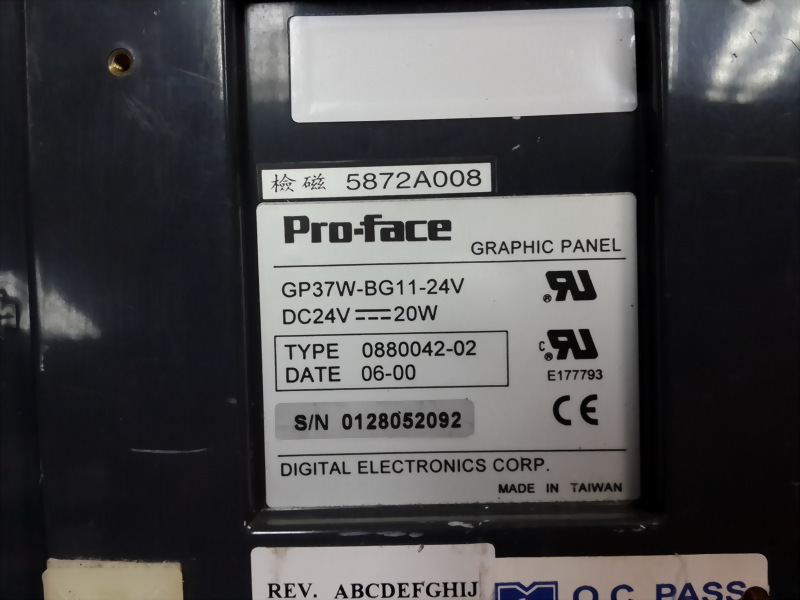 檢磁 5872A008
Pro-face
GRAPHIC PANEL
GP37W-BG11-24V
DC24V⎓20W
TYPE 0880042-02
DATE 06-00
E177793
S/N 0128052092
CE
DIGITAL ELECTRONICS CORP.
MADE IN TAIWAN
REV. ABCDEFGHIJ
Q.C. PASS